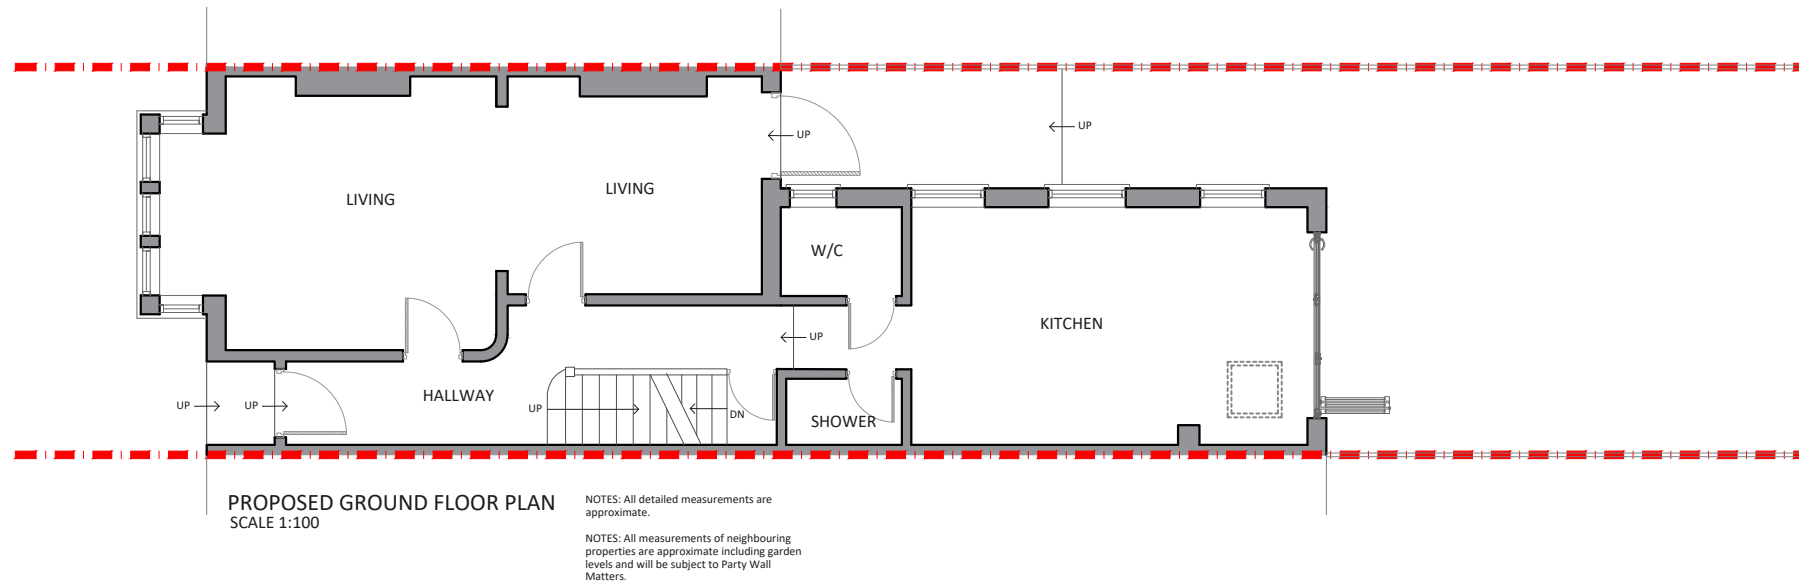 UP
UP
LIVING
LIVING
W/C
KITCHEN
UP
HALLWAY
UP
UP
UP
DN
SHOWER
PROPOSED GROUND FLOOR PLAN
SCALE 1:100
NOTES: All detailed measurements are
approximate.
NOTES: All measurements of neighbouring
properties are approximate including garden
levels and will be subject to Party Wall
Matters.